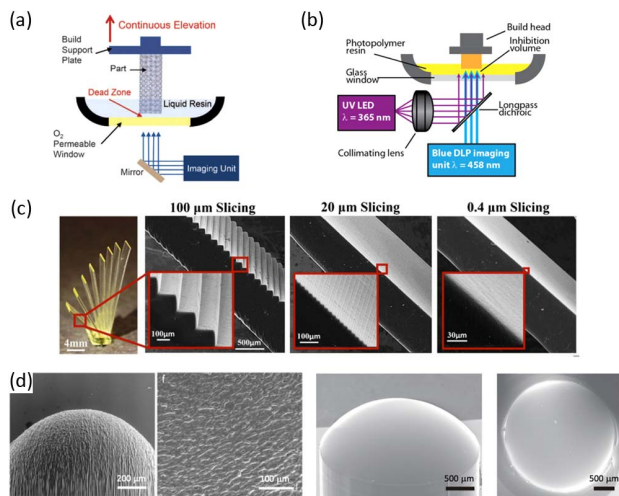 (a)
Continuous Elevation
Build
Support
Plate
Part
Dead Zone
Liquid Resin
O₂
Permeable
Window
Mirror
Imaging Unit
(b)
Build head
Photopolymer
resin
Inhibition
volume
Glass
window
UV LED
λ = 365 nm
Longpass
dichroic
Collimating lens
Blue DLP imaging
unit λ = 458 nm
(c)
100 μm Slicing
20 μm Slicing
0.4 μm Slicing
4mm
100μm
500μm
100μm
30μm
(d)
f
200 μm
100 μm
500 μm
500 μm